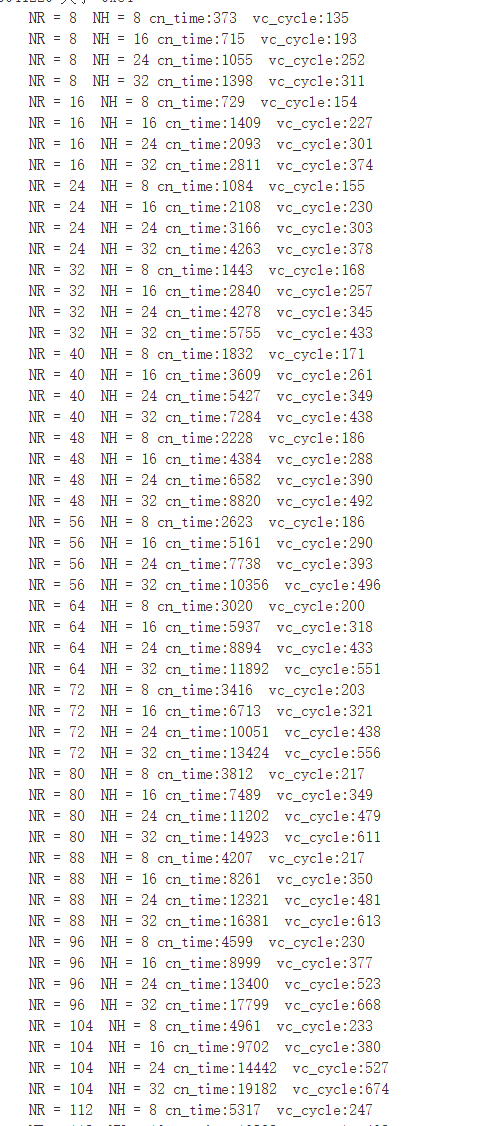 NR = 8  NH = 8 cn_time:373  vc_cycle:135
NR = 8  NH = 16 cn_time:715  vc_cycle:193
NR = 8  NH = 24 cn_time:1055  vc_cycle:252
NR = 8  NH = 32 cn_time:1398  vc_cycle:311
NR = 16  NH = 8 cn_time:729  vc_cycle:154
NR = 16  NH = 16 cn_time:1409  vc_cycle:227
NR = 16  NH = 24 cn_time:2093  vc_cycle:301
NR = 16  NH = 32 cn_time:2811  vc_cycle:374
NR = 24  NH = 8 cn_time:1084  vc_cycle:155
NR = 24  NH = 16 cn_time:2108  vc_cycle:230
NR = 24  NH = 24 cn_time:3166  vc_cycle:303
NR = 24  NH = 32 cn_time:4263  vc_cycle:378
NR = 32  NH = 8 cn_time:1443  vc_cycle:168
NR = 32  NH = 16 cn_time:2840  vc_cycle:257
NR = 32  NH = 24 cn_time:4278  vc_cycle:345
NR = 32  NH = 32 cn_time:5755  vc_cycle:433
NR = 40  NH = 8 cn_time:1832  vc_cycle:171
NR = 40  NH = 16 cn_time:3609  vc_cycle:261
NR = 40  NH = 24 cn_time:5427  vc_cycle:349
NR = 40  NH = 32 cn_time:7284  vc_cycle:438
NR = 48  NH = 8 cn_time:2228  vc_cycle:186
NR = 48  NH = 16 cn_time:4384  vc_cycle:288
NR = 48  NH = 24 cn_time:6582  vc_cycle:390
NR = 48  NH = 32 cn_time:8820  vc_cycle:492
NR = 56  NH = 8 cn_time:2623  vc_cycle:186
NR = 56  NH = 16 cn_time:5161  vc_cycle:290
NR = 56  NH = 24 cn_time:7738  vc_cycle:393
NR = 56  NH = 32 cn_time:10356  vc_cycle:496
NR = 64  NH = 8 cn_time:3020  vc_cycle:200
NR = 64  NH = 16 cn_time:5937  vc_cycle:318
NR = 64  NH = 24 cn_time:8894  vc_cycle:433
NR = 64  NH = 32 cn_time:11892  vc_cycle:551
NR = 72  NH = 8 cn_time:3416  vc_cycle:203
NR = 72  NH = 16 cn_time:6713  vc_cycle:321
NR = 72  NH = 24 cn_time:10051  vc_cycle:438
NR = 72  NH = 32 cn_time:13424  vc_cycle:556
NR = 80  NH = 8 cn_time:3812  vc_cycle:217
NR = 80  NH = 16 cn_time:7489  vc_cycle:349
NR = 80  NH = 24 cn_time:11202  vc_cycle:479
NR = 80  NH = 32 cn_time:14923  vc_cycle:611
NR = 88  NH = 8 cn_time:4207  vc_cycle:217
NR = 88  NH = 16 cn_time:8261  vc_cycle:350
NR = 88  NH = 24 cn_time:12321  vc_cycle:481
NR = 88  NH = 32 cn_time:16381  vc_cycle:613
NR = 96  NH = 8 cn_time:4599  vc_cycle:230
NR = 96  NH = 16 cn_time:8999  vc_cycle:377
NR = 96  NH = 24 cn_time:13400  vc_cycle:523
NR = 96  NH = 32 cn_time:17799  vc_cycle:668
NR = 104  NH = 8 cn_time:4961  vc_cycle:233
NR = 104  NH = 16 cn_time:9702  vc_cycle:380
NR = 104  NH = 24 cn_time:14442  vc_cycle:527
NR = 104  NH = 32 cn_time:19182  vc_cycle:674
NR = 112  NH = 8 cn_time:5317  vc_cycle:247